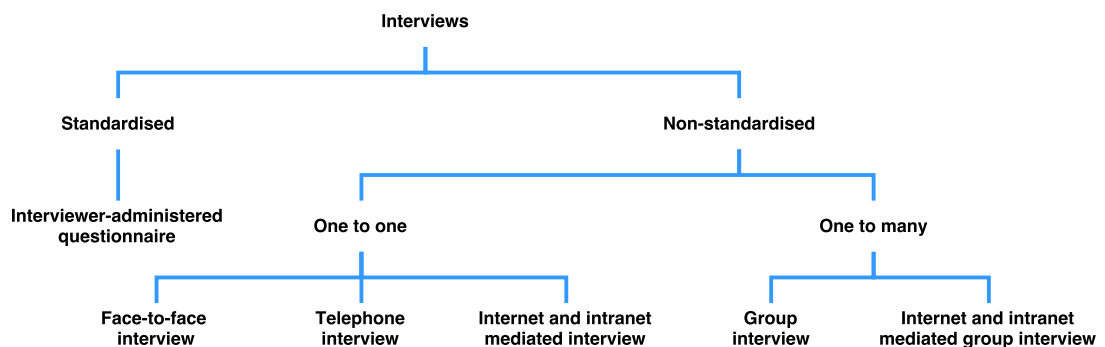 Interviews
Standardised
Non-standardised
Interviewer-administered
questionnaire
One to one
One to many
Face-to-face
interview
Telephone
interview
Internet and intranet
mediated interview
Group
interview
Internet and intranet
mediated group interview